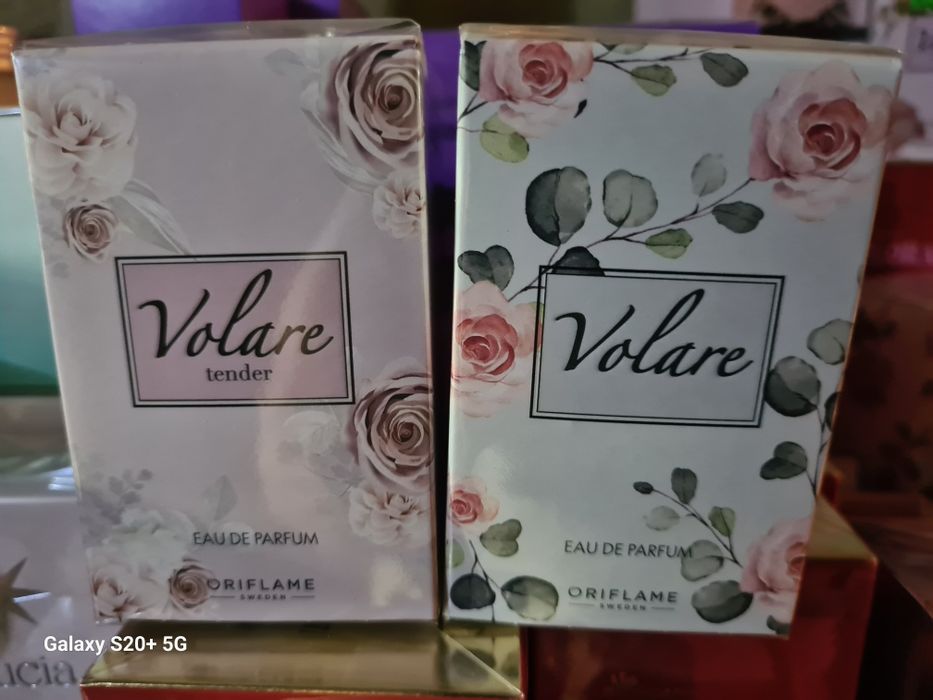 Volare
tender
EAU DE PARFUM
ORIFLAME
SWEDEN
Volare
EAU DE PARFUM
ORIFLAME
SWEDEN
Galaxy S20+ 5G